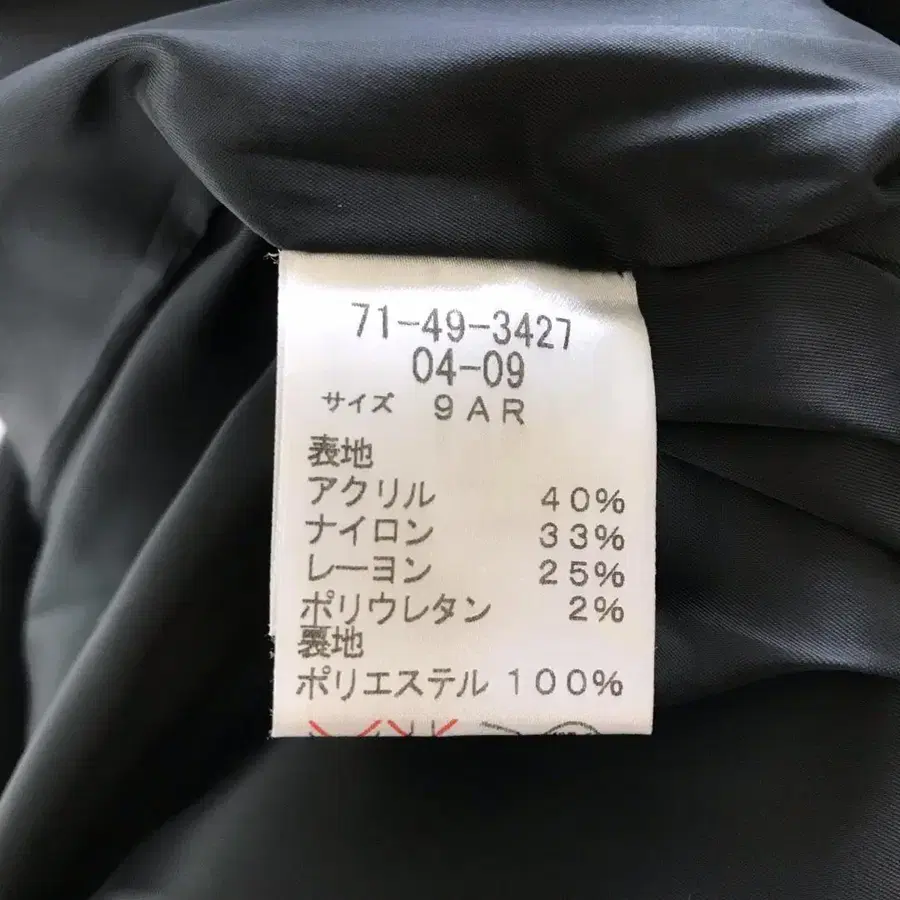 71-49-3427
04-09
サイズ 9AR
表地
アクリル 40%
ナイロン 33%
レーヨン 25%
ポリウレタン 2%
裏地
ポリエステル 100%